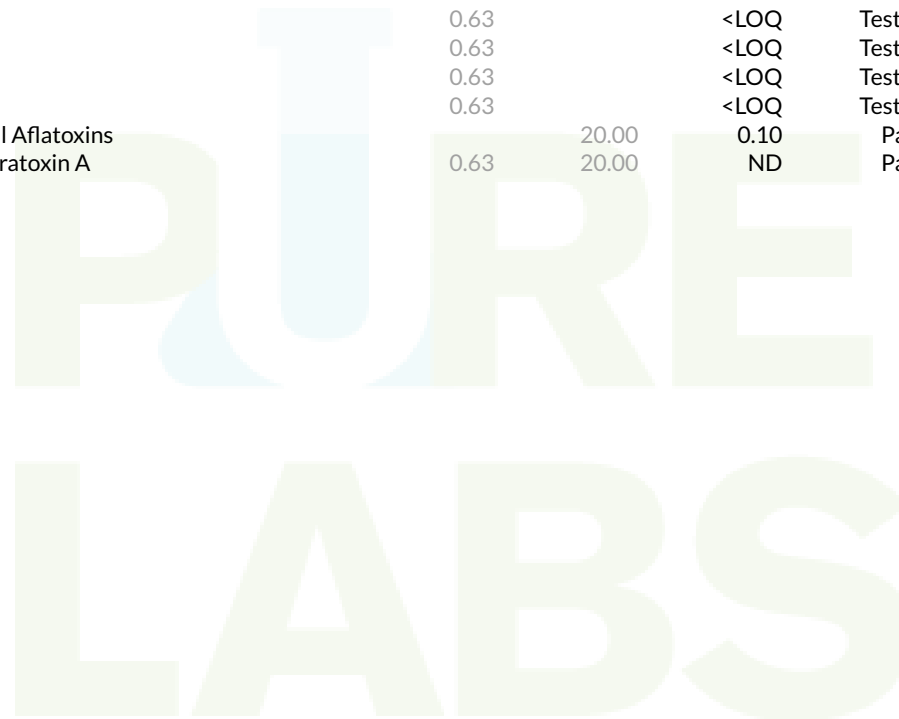 0.63 <LOQ Test
0.63 <LOQ Test
0.63 <LOQ Test
0.63 <LOQ Test
l Aflatoxins 20.00 0.10 Pa
ratoxin A 0.63 20.00 ND Pa
PURE
LABS